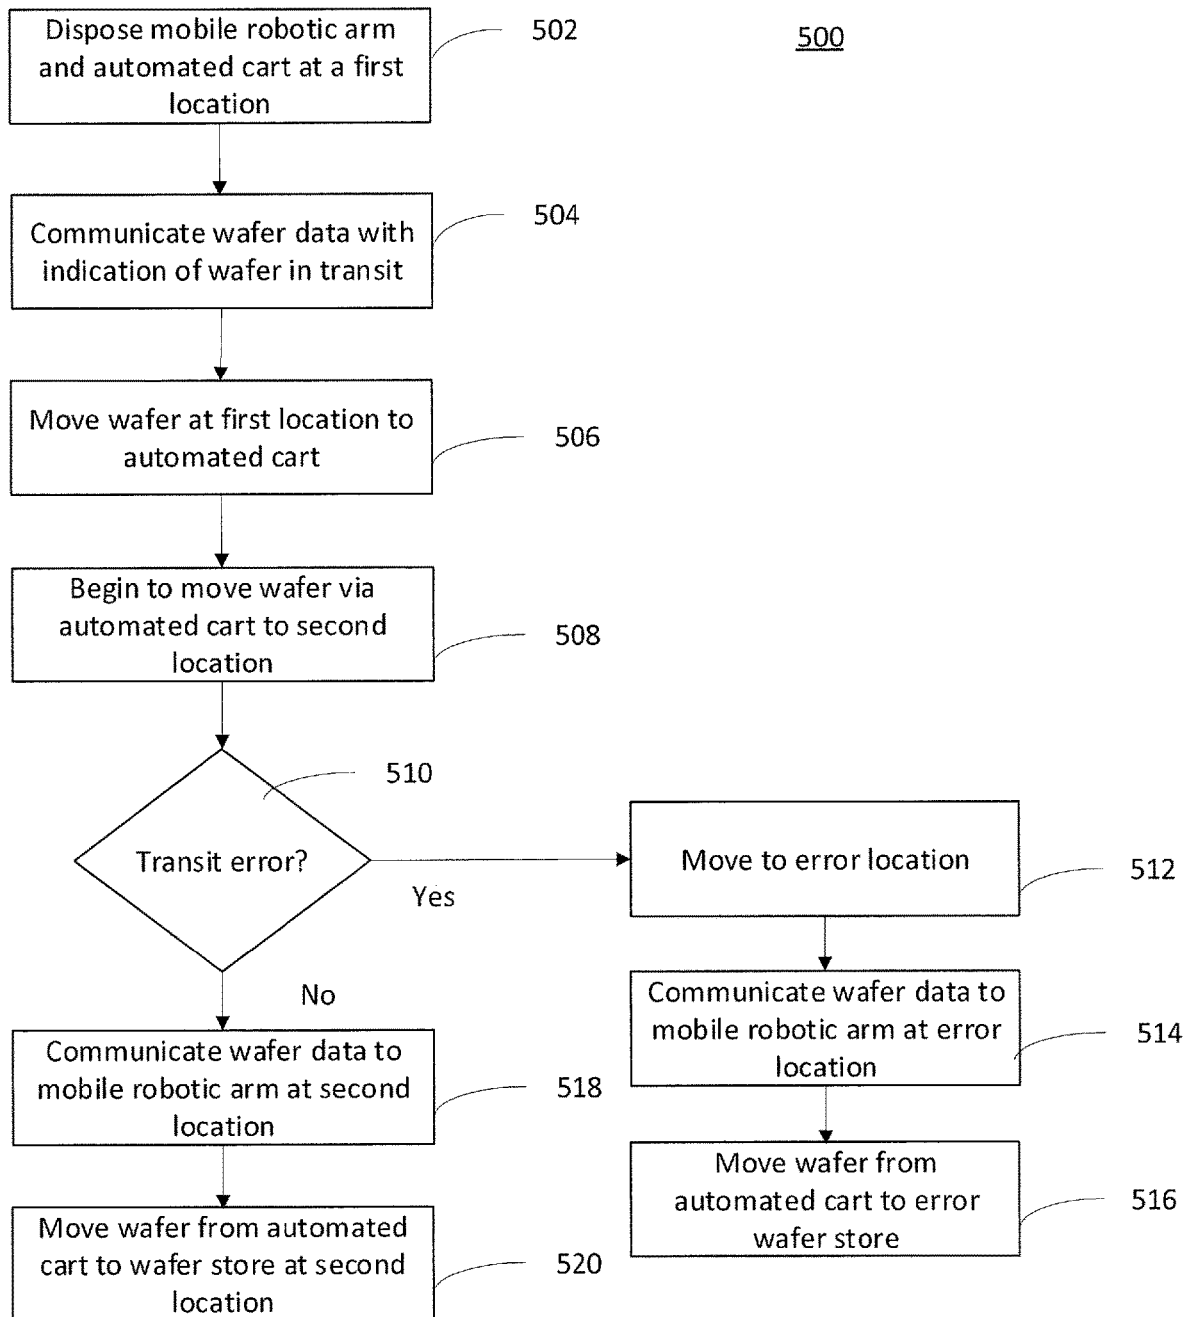 Dispose mobile robotic arm
and automated cart at a first
location
502
500
Communicate wafer data with
indication of wafer in transit
504
Move wafer at first location to
automated cart
506
Begin to move wafer via
automated cart to second
location
508
Transit error?
510
Yes
No
Move to error location
512
Communicate wafer data to
mobile robotic arm at error
location
514
Move wafer from
automated cart to error
wafer store
516
Communicate wafer data to
mobile robotic arm at second
location
518
Move wafer from automated
cart to wafer store at second
location
520